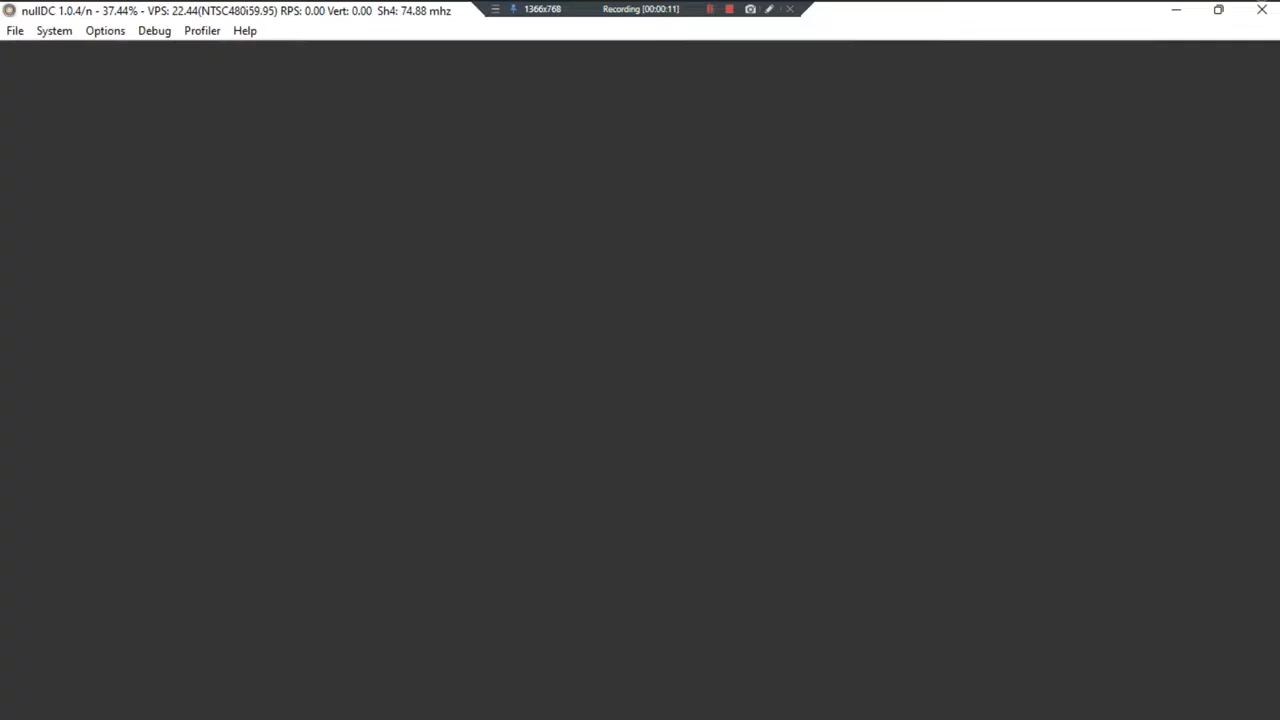 nullDC 1.0.4/n - 37.44% - VPS: 22.44(NTSC480i59.95) RPS: 0.00 Vert: 0.00 Sh4: 74.88 mhz
1366x768
Recording [00:00:11]
File System Options Debug Profiler Help